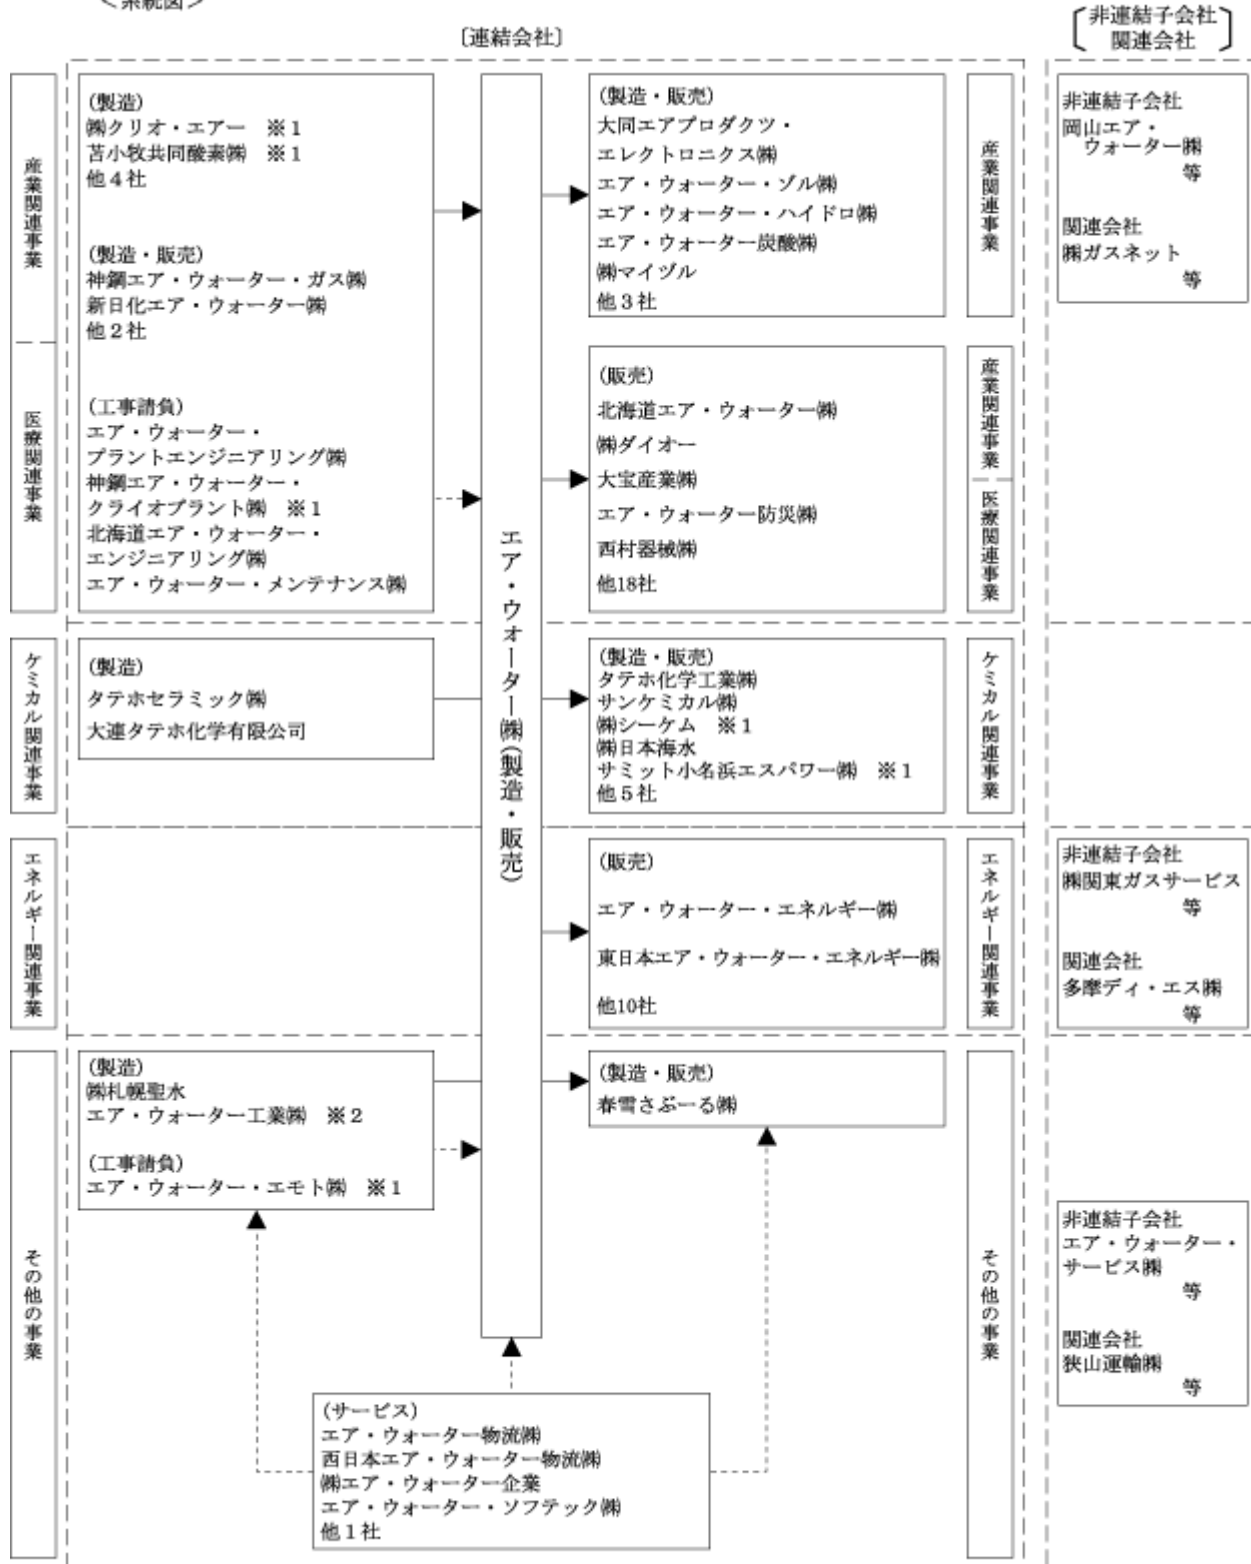 ＜系統図＞
〔連結会社〕
非連結子会社
関連会社
産業関連事業
医療関連事業
(製造)
㈱クリオ・エアー　※１
苫小牧共同酸素㈱　※１
他４社
(製造・販売)
神鋼エア・ウォーター・ガス㈱
新日化エア・ウォーター㈱
他２社
(工事請負)
エア・ウォーター・
プラントエンジニアリング㈱
神鋼エア・ウォーター・
クライオプラント㈱　※１
北海道エア・ウォーター・
エンジニアリング㈱
エア・ウォーター・メンテナンス㈱
エア・ウォーター㈱(製造・販売)
(製造・販売)
大同エアプロダクツ・
エレクトロニクス㈱
エア・ウォーター・ゾル㈱
エア・ウォーター・ハイドロ㈱
エア・ウォーター炭酸㈱
㈱マイヅル
他３社
産業関連事業
(販売)
北海道エア・ウォーター㈱
㈱ダイオー
大宝産業㈱
エア・ウォーター防災㈱
西村器械㈱
他18社
産業関連事業
医療関連事業
非連結子会社
岡山エア・
ウォーター㈱
等
関連会社
㈱ガスネット
等
ケミカル関連事業
(製造)
タテホセラミック㈱
大連タテホ化学有限公司
(製造・販売)
タテホ化学工業㈱
サンケミカル㈱
㈱シーケム　※１
㈱日本海水
サミット小名浜エスパワー㈱　※１
他５社
ケミカル関連事業
エネルギー関連事業
(販売)
エア・ウォーター・エネルギー㈱
東日本エア・ウォーター・エネルギー㈱
他10社
エネルギー関連事業
非連結子会社
㈱関東ガスサービス
等
関連会社
多摩ディ・エス㈱
等
その他の事業
(製造)
㈱札幌聖水
エア・ウォーター工業㈱　※２
(工事請負)
エア・ウォーター・エモト㈱　※１
(製造・販売)
春雪さぶーる㈱
その他の事業
非連結子会社
エア・ウォーター・
サービス㈱
等
関連会社
狭山運輸㈱
等
(サービス)
エア・ウォーター物流㈱
西日本エア・ウォーター物流㈱
㈱エア・ウォーター企業
エア・ウォーター・ソフテック㈱
他１社